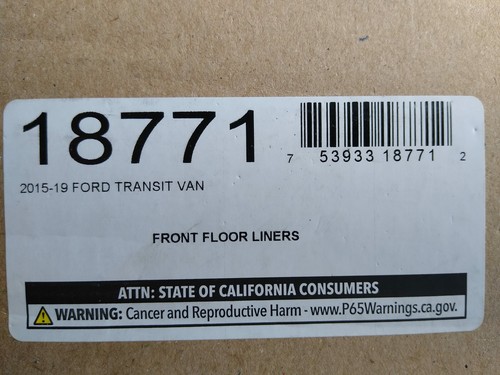 18771
7 53933 18771 2
2015-19 FORD TRANSIT VAN
FRONT FLOOR LINERS
ATTN: STATE OF CALIFORNIA CONSUMERS
WARNING: Cancer and Reproductive Harm - www.P65Warnings.ca.gov.